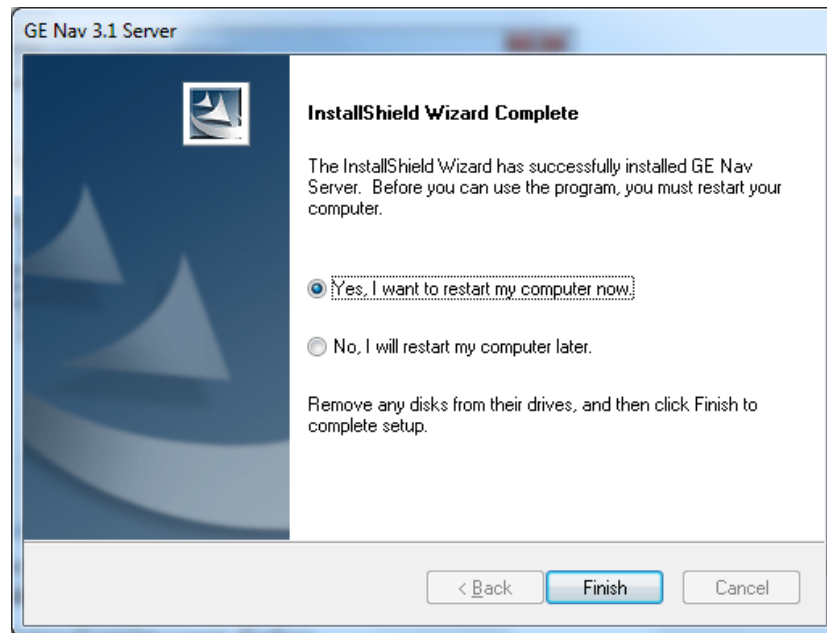 GE Nav 3.1 Server
InstallShield Wizard Complete
The InstallShield Wizard has successfully installed GE Nav
Server.  Before you can use the program, you must restart your
computer.
Yes, I want to restart my computer now.
No, I will restart my computer later.
Remove any disks from their drives, and then click Finish to
complete setup.
< Back
Finish
Cancel